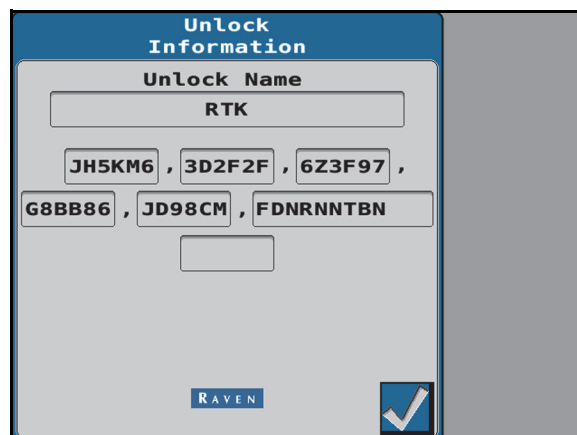 Unlock
Information
Unlock Name
RTK
JH5KM6 , 3D2F2F , 6Z3F97 ,
G8BB86 , JD98CM , FDNRNNTBN
RAVEN